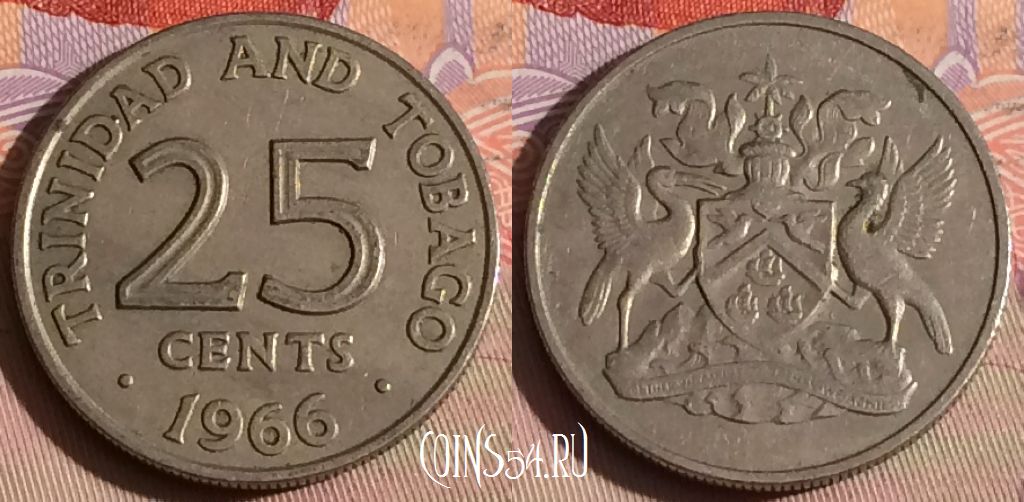 TRINIDAD AND TOBAGO
25
CENTS
1966
COINS54.RU